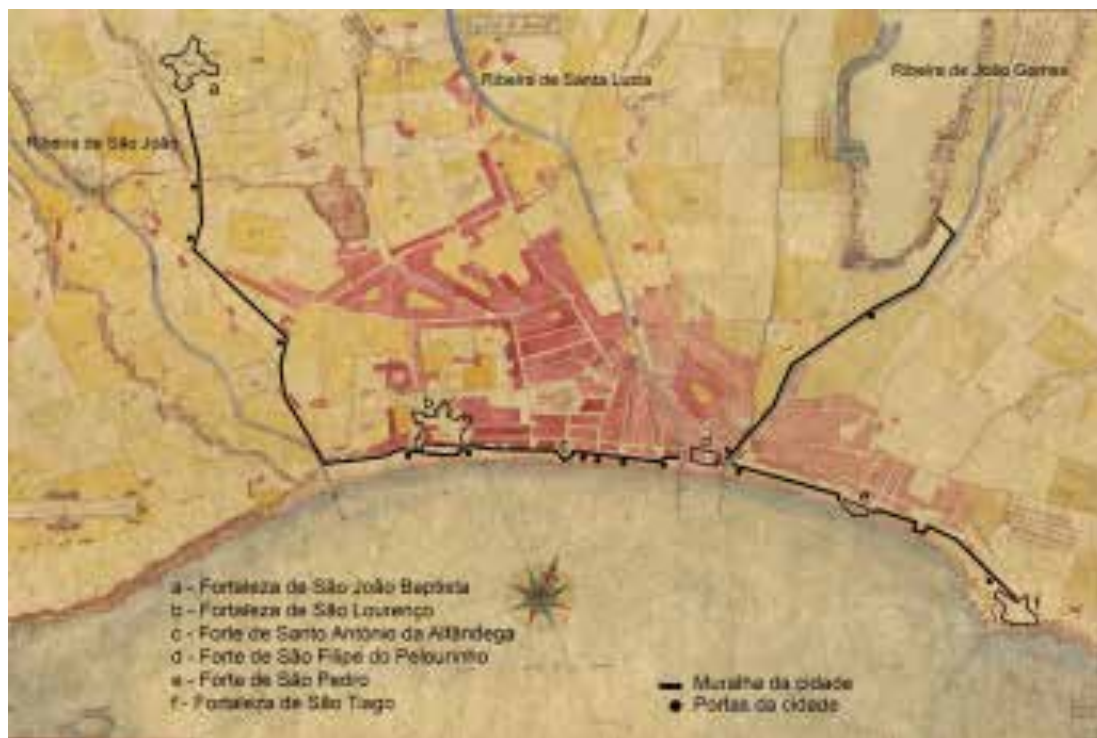 Ribeira de Santa Luzia
Ribeira de João Gomes
a
Ribeira de São João
b
e
f
a - Fortaleza de São João Baptista
b - Fortaleza de São Lourenço
c - Forte de Santo António da Alfândega
d - Forte de São Filipe do Pelourinho
e - Forte de São Pedro
f - Fortaleza de São Tiago
Muralha da cidade
Portas da cidade